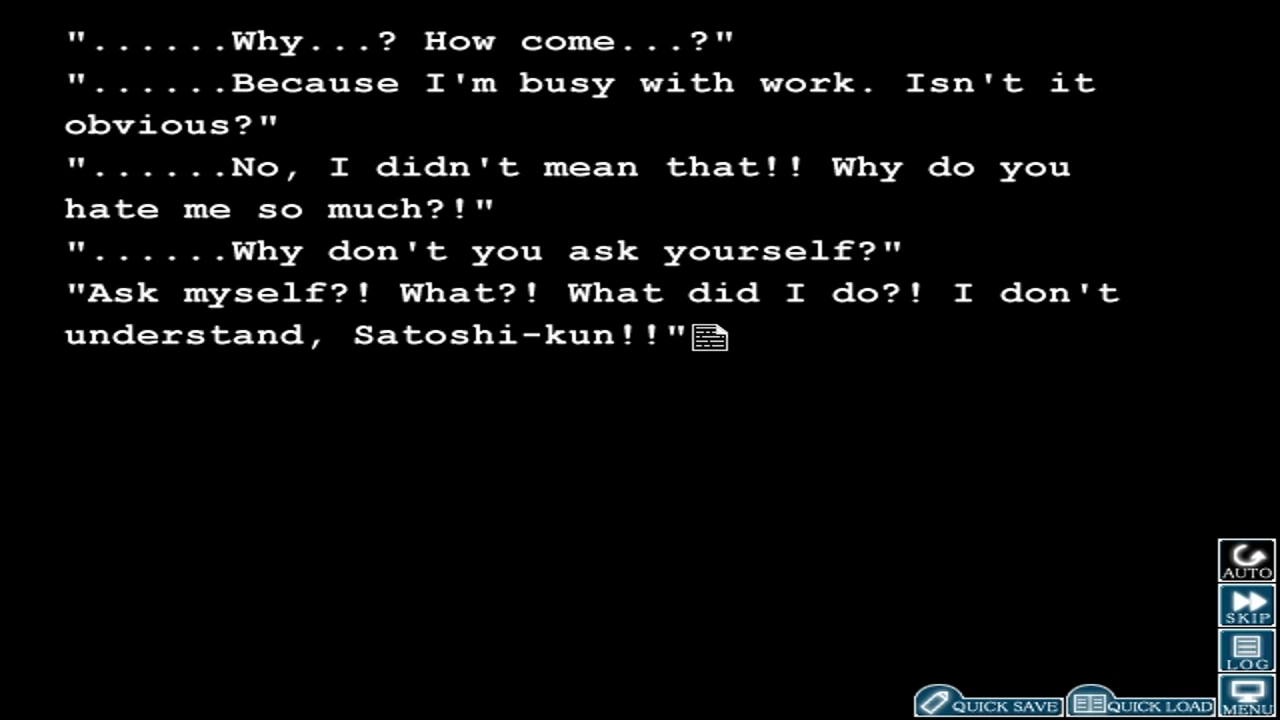 "......Why...? How come...?"
"......Because I'm busy with work. Isn't it
obvious?"
"......No, I didn't mean that!! Why do you
hate me so much?!"
"......Why don't you ask yourself?"
"Ask myself?! What?! What did I do?! I don't
understand, Satoshi-kun!!"
AUTO
SKIP
LOG
QUICK SAVE QUICK LOAD MENU